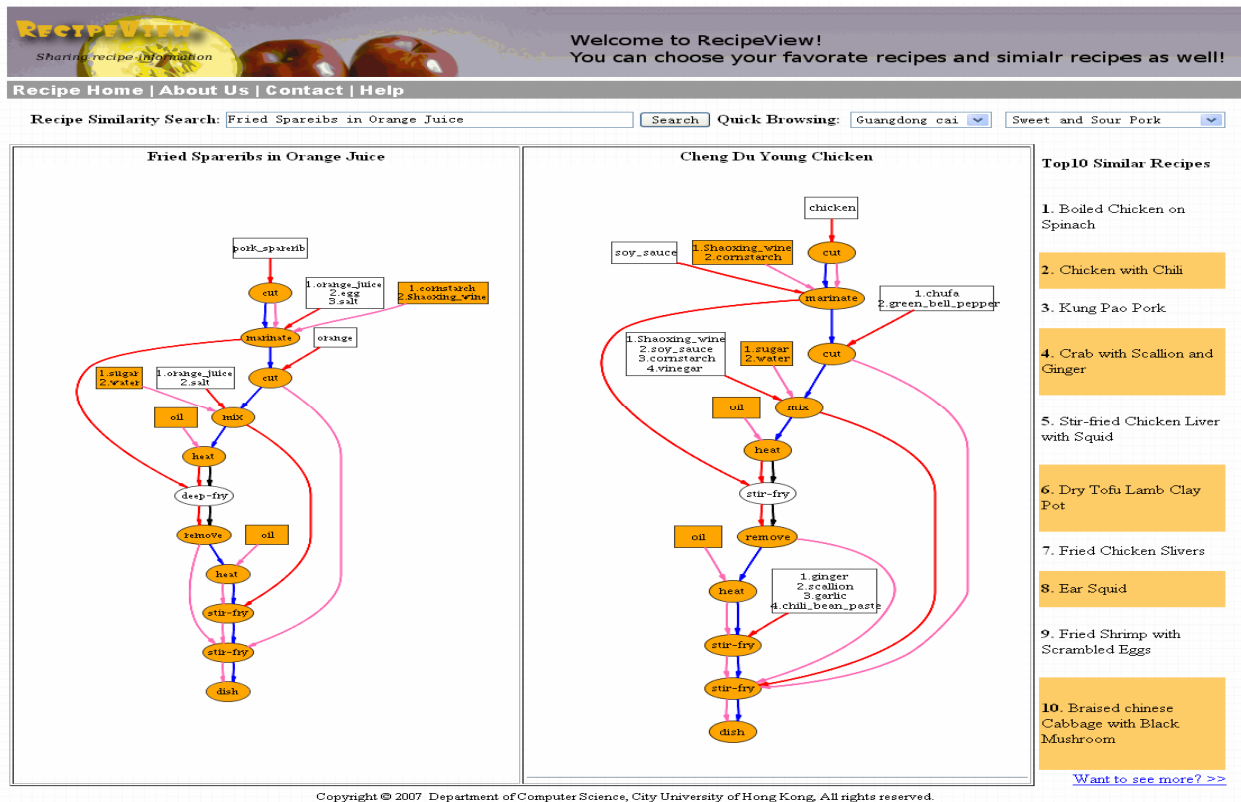 RECIPEVIEW
Sharing recipe information
Welcome to RecipeView!
You can choose your favorate recipes and simialr recipes as well!
Recipe Home | About Us | Contact | Help
Recipe Similarity Search: Fried Spareibs in Orange Juice Search Quick Browsing: Guangdong cai Sweet and Sour Pork
Fried Spareribs in Orange Juice
pork_sparerib
cut
1.orange_juice
2.egg
3.salt
1.cornstarch
2.Shaoxing_wine
marinate
orange
cut
1.sugar
2.water
1.orange_juice
2.salt
oil
mix
heat
deep-fry
remove
oil
heat
stir-fry
stir-fry
dish
Cheng Du Young Chicken
chicken
soy_sauce
1.Shaoxing_wine
2.cornstarch
cut
marinate
1.chufa
2.green_bell_pepper
1.Shaoxing_wine
2.soy_sauce
3.cornstarch
4.vinegar
1.sugar
2.water
cut
oil
mix
heat
stir-fry
oil
remove
heat
1.ginger
2.scallion
3.garlic
4.chili_bean_paste
stir-fry
stir-fry
dish
Top10 Similar Recipes
1. Boiled Chicken on
Spinach
2. Chicken with Chili
3. Kung Pao Pork
4. Crab with Scallion and
Ginger
5. Stir-fried Chicken Liver
with Squid
6. Dry Tofu Lamb Clay
Pot
7. Fried Chicken Slivers
8. Ear Squid
9. Fried Shrimp with
Scrambled Eggs
10. Braised chinese
Cabbage with Black
Mushroom
Want to see more? >>
Copyright © 2007 Department of Computer Science, City University of Hong Kong, All rights reserved.